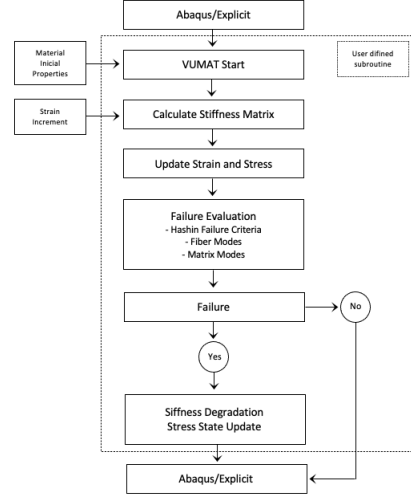 Abaqus/Explicit
Material
Inicial
Properties
VUMAT Start
User difined
subroutine
Strain
Increment
Calculate Stiffness Matrix
Update Strain and Stress
Failure Evaluation
- Hashin Failure Criteria
- Fiber Modes
- Matrix Modes
Failure
No
Yes
Siffness Degradation
Stress State Update
Abaqus/Explicit